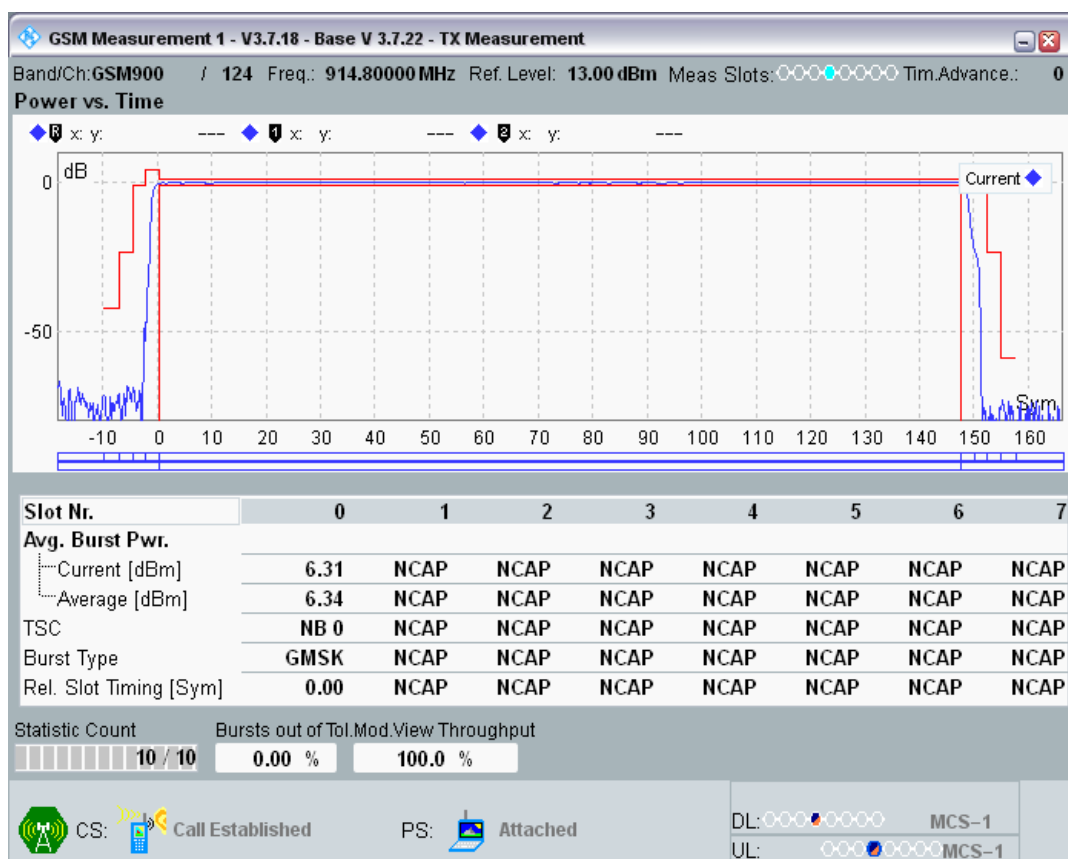 GSM Measurement 1 - V3.7.18 - Base V 3.7.22 - TX Measurement
Band/Ch:GSM900 / 124 Freq.: 914.80000 MHz Ref. Level: 13.00 dBm Meas Slots: Tim.Advance.: 0
Power vs. Time
R x: y: --- 1 x: y: --- 2 x: y: ---
dB
Current
0
-50
Sym
-10 0 10 20 30 40 50 60 70 80 90 100 110 120 130 140 150 160
Slot Nr. 0 1 2 3 4 5 6 7
Avg. Burst Pwr.
Current [dBm] 6.31 NCAP NCAP NCAP NCAP NCAP NCAP NCAP
Average [dBm] 6.34 NCAP NCAP NCAP NCAP NCAP NCAP NCAP
TSC NB 0 NCAP NCAP NCAP NCAP NCAP NCAP NCAP
Burst Type GMSK NCAP NCAP NCAP NCAP NCAP NCAP NCAP
Rel. Slot Timing [Sym] 0.00 NCAP NCAP NCAP NCAP NCAP NCAP NCAP
Statistic Count Bursts out of Tol. Mod.View Throughput
10 / 10 0.00 % 100.0 %
CS: Call Established PS: Attached
DL: MCS-1
UL: MCS-1